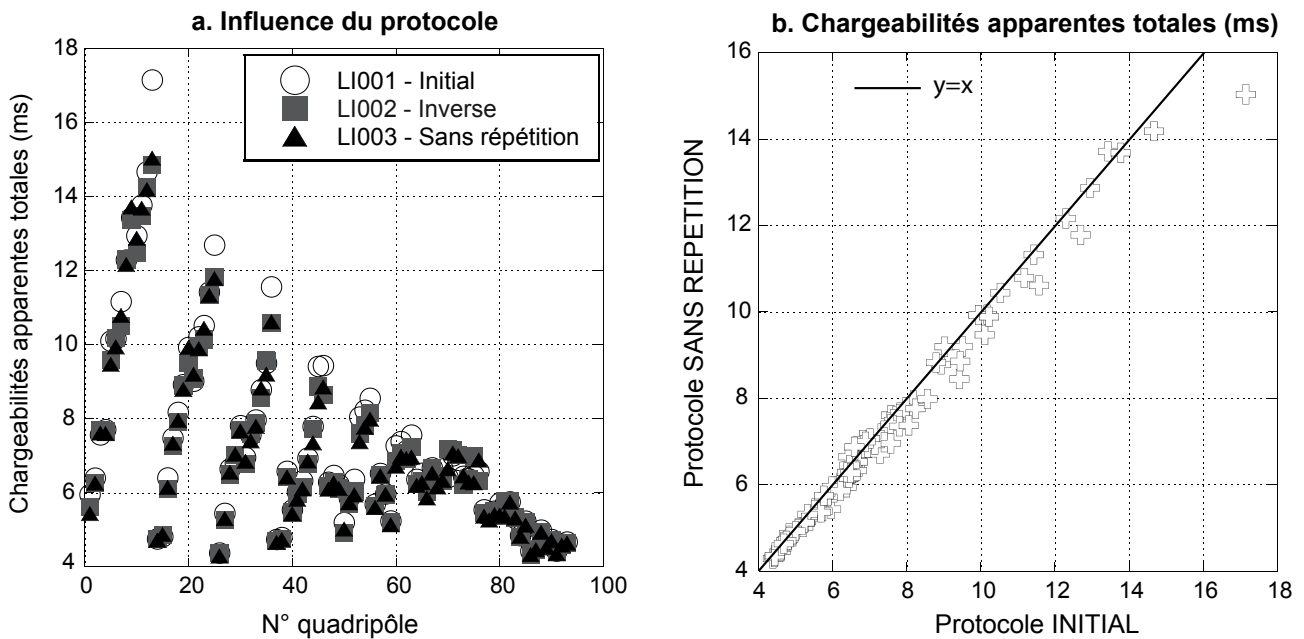 a. Influence du protocole
18
16
14
12
10
8
6
4
0
20
40
60
80
100
Chargeabilités apparentes totales (ms)
N° quadripôle
LI001 - Initial
LI002 - Inverse
LI003 - Sans répétition
b. Chargeabilités apparentes totales (ms)
16
14
12
10
8
6
4
4
6
8
10
12
14
16
18
Protocole SANS REPETITION
Protocole INITIAL
y=x